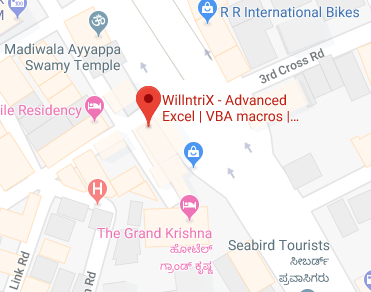 R R International Bikes
Madiwala Ayyappa
Swamy Temple
3rd Cross Rd
WillntriX - Advanced
Excel | VBA macros |...
ile Residency
H
The Grand Krishna
ಹೋಟೆಲ್
ಗ್ರಾಂಡ್ ಕೃಷ್ಣ
Seabird Tourists
ಸೀಬರ್ಡ್
ಪ್ರವಾಸಿಗರು
Link Rd
n Rd